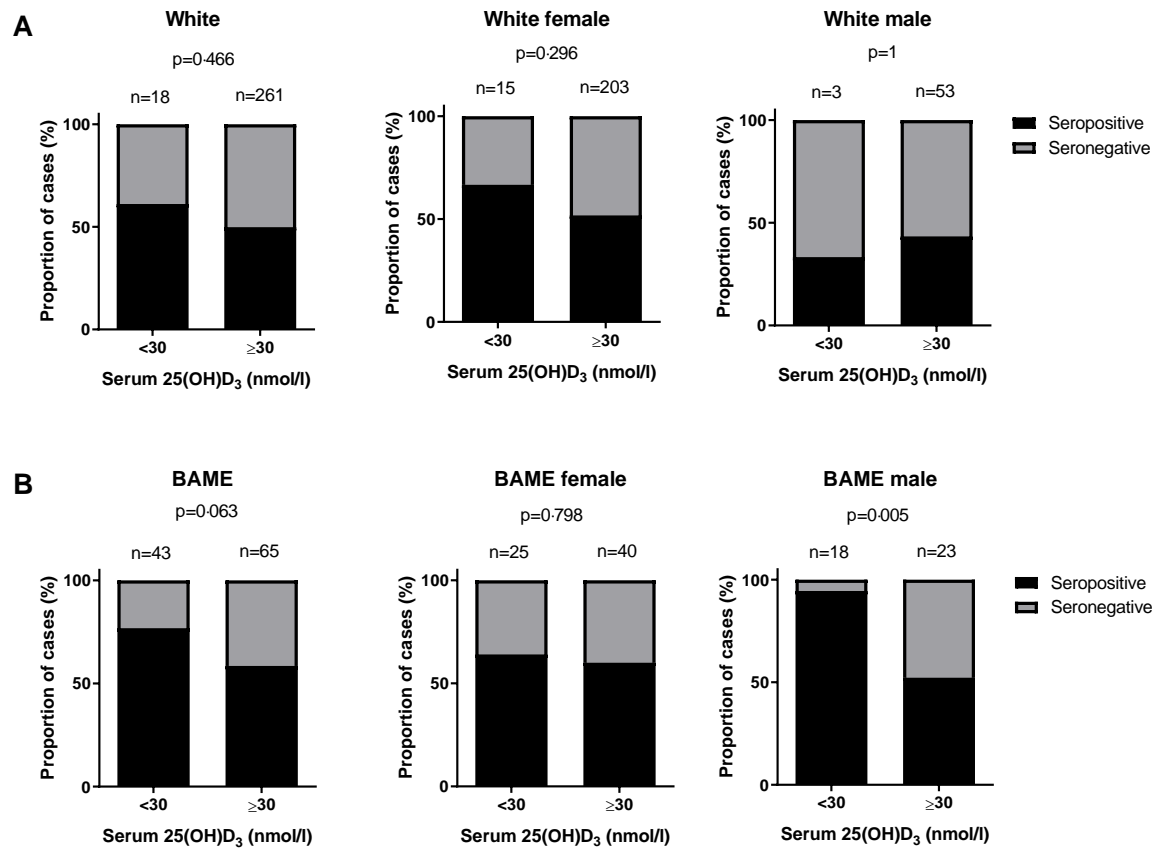 A
White
p=0·466
n=18 n=261
100
50
0
Proportion of cases (%)
<30 ≥30
Serum 25(OH)D₃ (nmol/l)
White female
p=0·296
n=15 n=203
100
50
0
Proportion of cases (%)
<30 ≥30
Serum 25(OH)D₃ (nmol/l)
White male
p=1
n=3 n=53
100
50
0
Proportion of cases (%)
<30 ≥30
Serum 25(OH)D₃ (nmol/l)
Seropositive
Seronegative
B
BAME
p=0·063
n=43 n=65
100
50
0
Proportion of cases (%)
<30 ≥30
Serum 25(OH)D₃ (nmol/l)
BAME female
p=0·798
n=25 n=40
100
50
0
Proportion of cases (%)
<30 ≥30
Serum 25(OH)D₃ (nmol/l)
BAME male
p=0·005
n=18 n=23
100
50
0
Proportion of cases (%)
<30 ≥30
Serum 25(OH)D₃ (nmol/l)
Seropositive
Seronegative